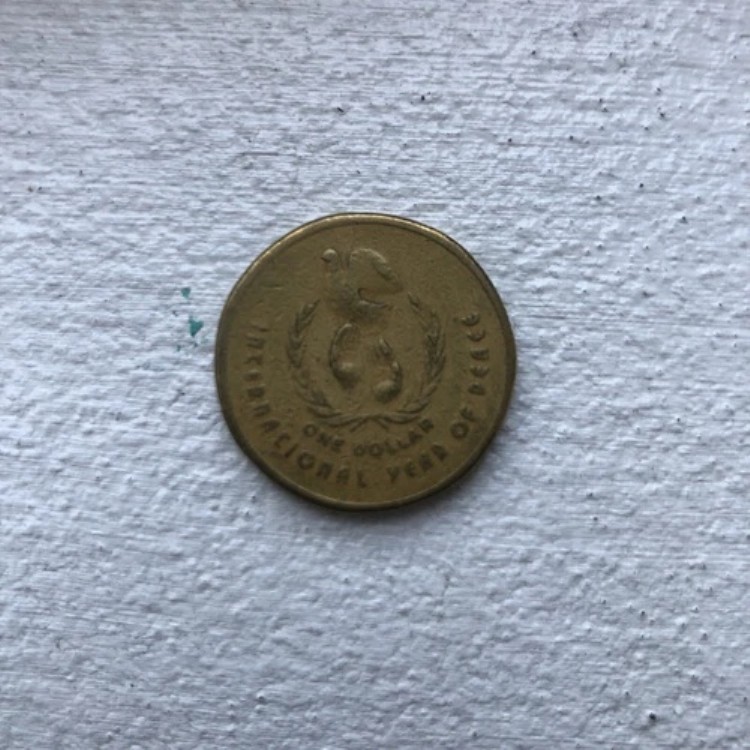 ONE DOLLAR
INTERNATIONAL YEAR OF PEACE